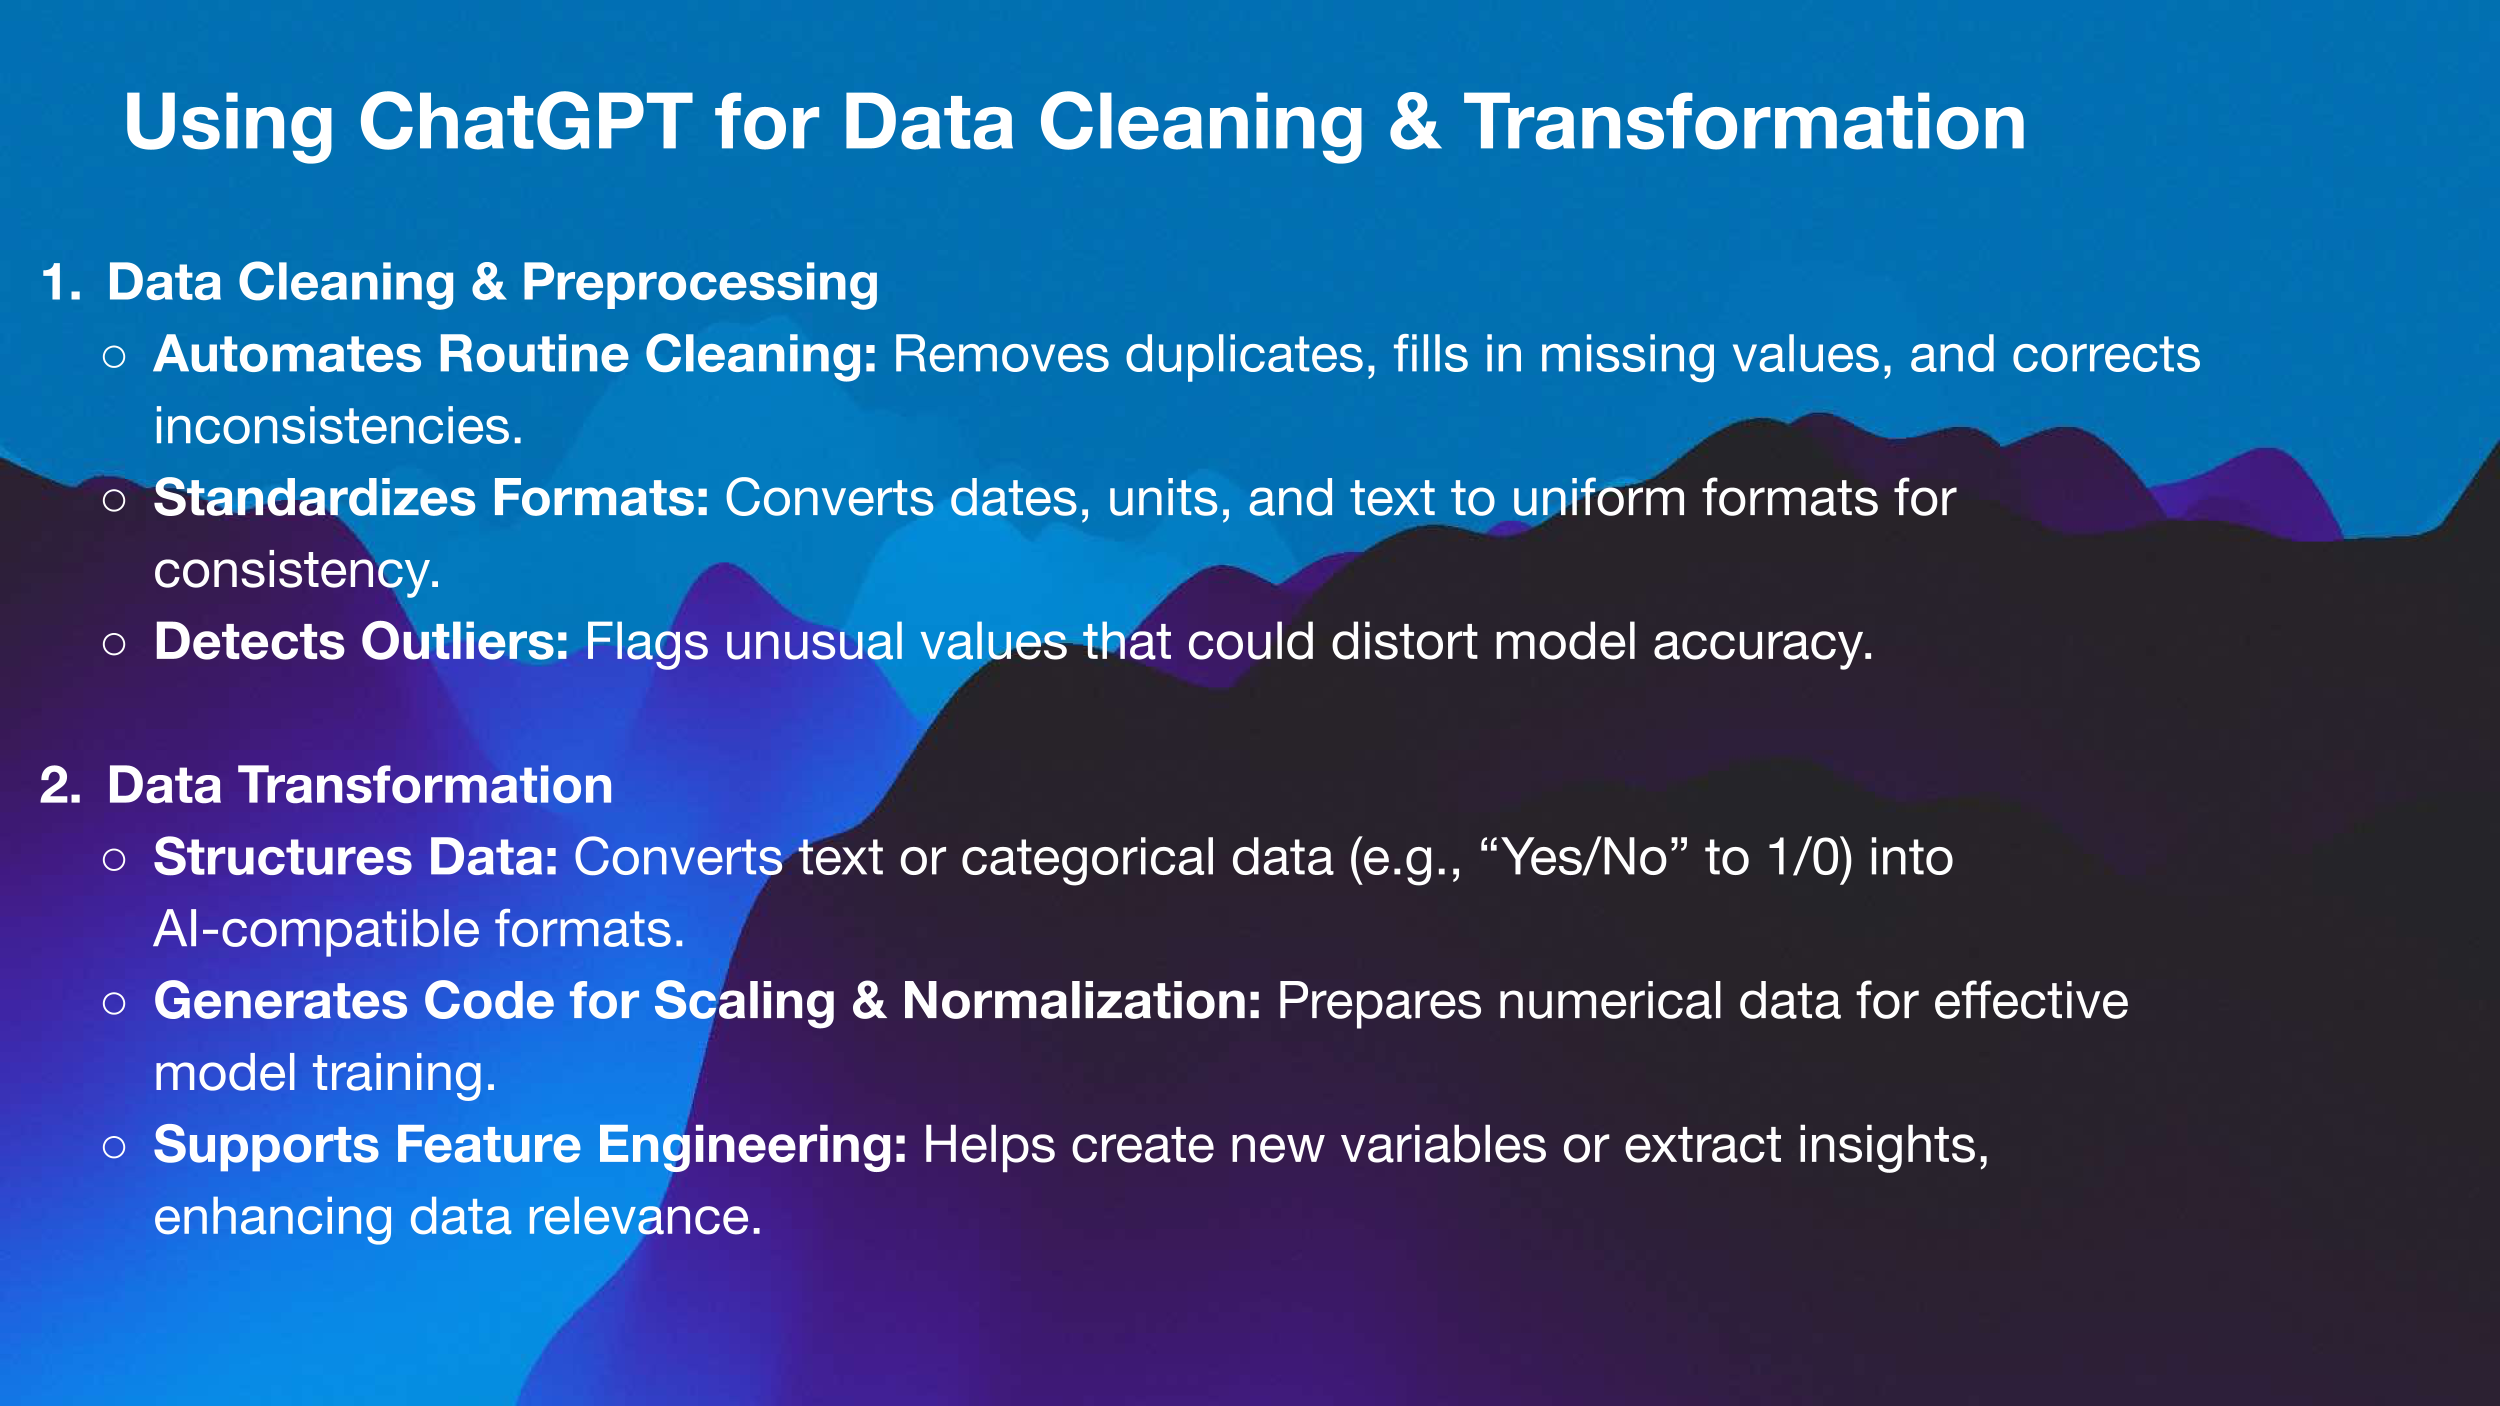 Using ChatGPT for Data Cleaning & Transformation
1. Data Cleaning & Preprocessing
○ Automates Routine Cleaning: Removes duplicates, fills in missing values, and corrects
inconsistencies.
○ Standardizes Formats: Converts dates, units, and text to uniform formats for
consistency.
○ Detects Outliers: Flags unusual values that could distort model accuracy.
2. Data Transformation
○ Structures Data: Converts text or categorical data (e.g., “Yes/No” to 1/0) into
AI-compatible formats.
○ Generates Code for Scaling & Normalization: Prepares numerical data for effective
model training.
○ Supports Feature Engineering: Helps create new variables or extract insights,
enhancing data relevance.